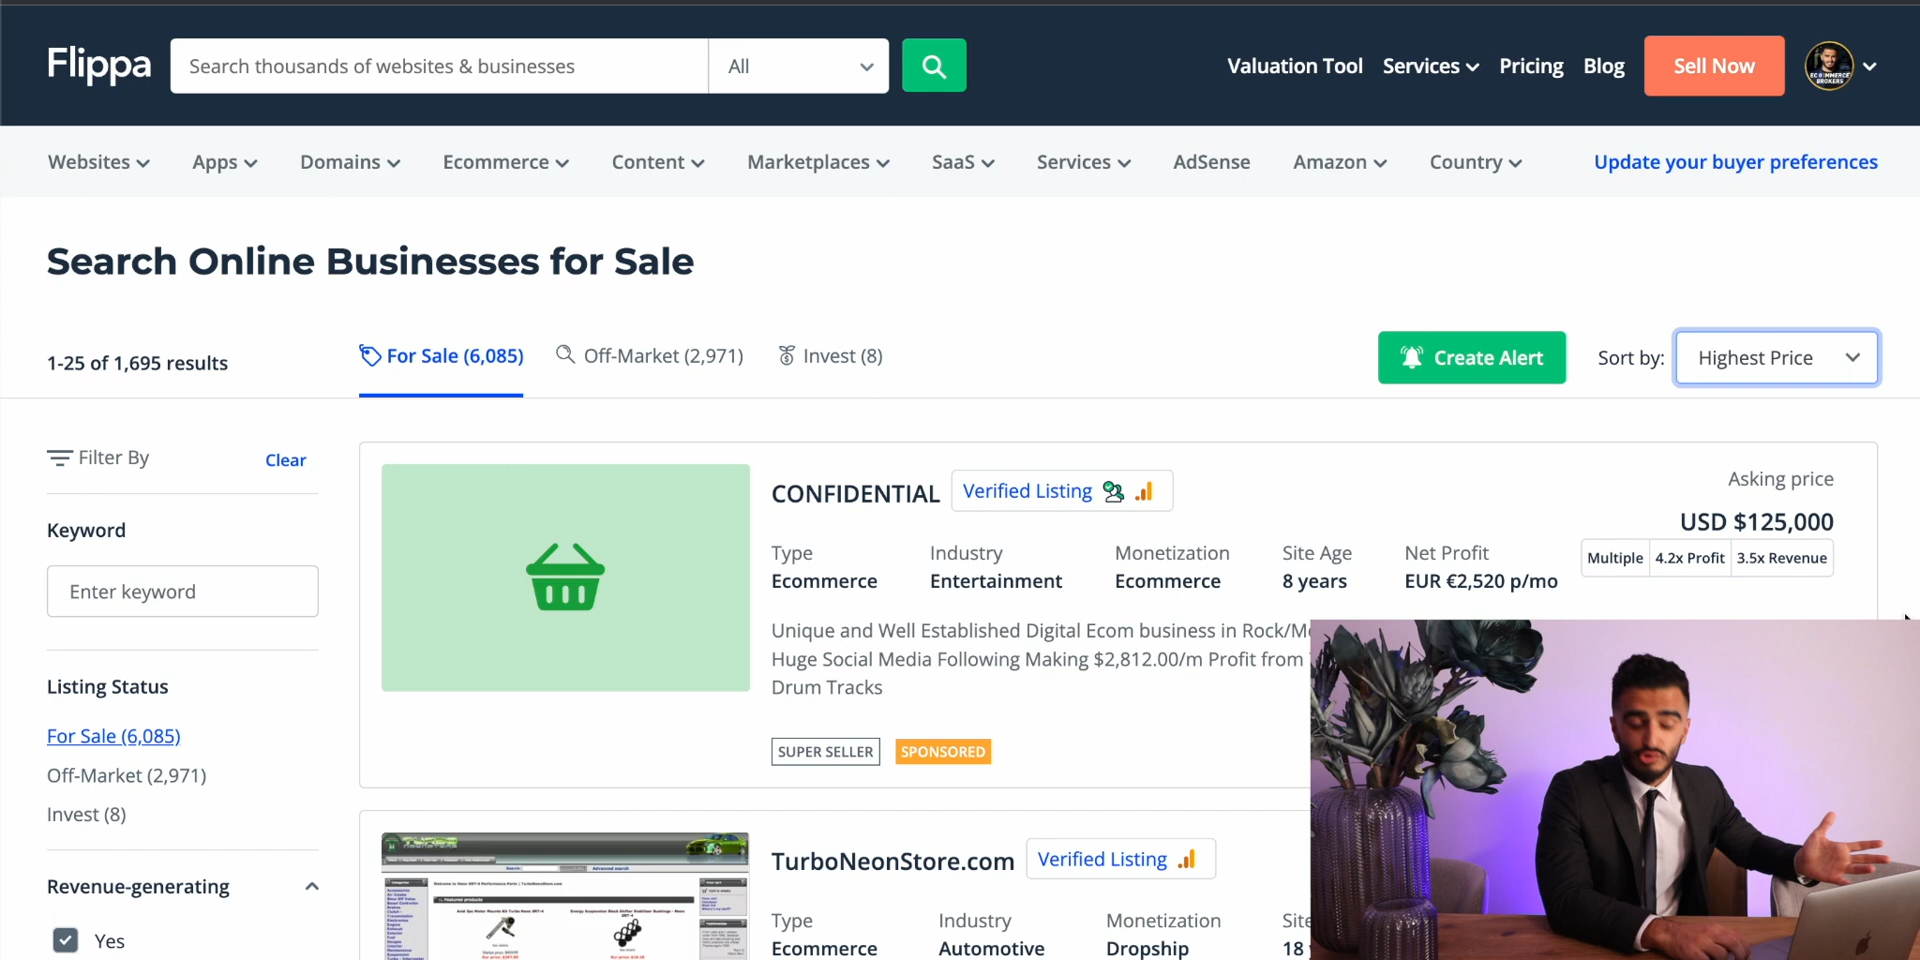 Flippa
Search thousands of websites & businesses
All
Valuation Tool
Services
Pricing
Blog
Sell Now
ECOMMERCE
BROKERS
Websites
Apps
Domains
Ecommerce
Content
Marketplaces
SaaS
Services
AdSense
Amazon
Country
Update your buyer preferences
Search Online Businesses for Sale
1-25 of 1,695 results
For Sale (6,085)
Off-Market (2,971)
Invest (8)
Create Alert
Sort by:
Highest Price
Filter By
Clear
Keyword
Enter keyword
Listing Status
For Sale (6,085)
Off-Market (2,971)
Invest (8)
Revenue-generating
Yes
CONFIDENTIAL
Verified Listing
Asking price
USD $125,000
Multiple
4.2x Profit
3.5x Revenue
Type
Ecommerce
Industry
Entertainment
Monetization
Ecommerce
Site Age
8 years
Net Profit
EUR €2,520 p/mo
Unique and Well Established Digital Ecom business in Rock/M
Huge Social Media Following Making $2,812.00/m Profit from
Drum Tracks
SUPER SELLER
SPONSORED
TurboNeonStore.com
Verified Listing
Type
Ecommerce
Industry
Automotive
Monetization
Dropship
Site
18